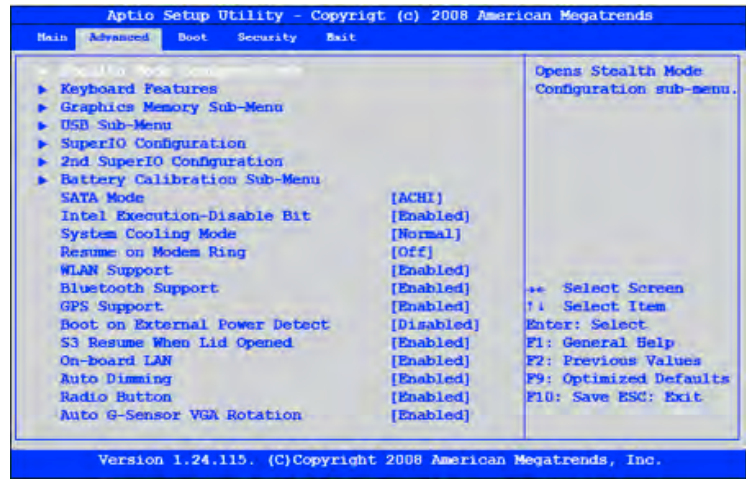 Aptio Setup Utility - Copyrigt (c) 2008 American Megatrends
Main Advanced Boot Security Exit
Stealth Mode Configuration
Keyboard Features
Graphics Memory Sub-Menu
USB Sub-Menu
SuperIO Configuration
2nd SuperIO Configuration
Battery Calibration Sub-Menu
SATA Mode [ACHI]
Intel Execution-Disable Bit [Enabled]
System Cooling Mode [Normal]
Resume on Modem Ring [Off]
WLAN Support [Enabled]
Bluetooth Support [Enabled]
GPS Support [Enabled]
Boot on External Power Detect [Disabled]
S3 Resume When Lid Opened [Enabled]
On-board LAN [Enabled]
Auto Dimming [Enabled]
Radio Button [Enabled]
Auto G-Sensor VGA Rotation [Enabled]
Opens Stealth Mode
Configuration sub-menu.
→← Select Screen
↑↓ Select Item
Enter: Select
F1: General Help
F2: Previous Values
F9: Optimized Defaults
F10: Save ESC: Exit
Version 1.24.115. (C)Copyright 2008 American Megatrends, Inc.